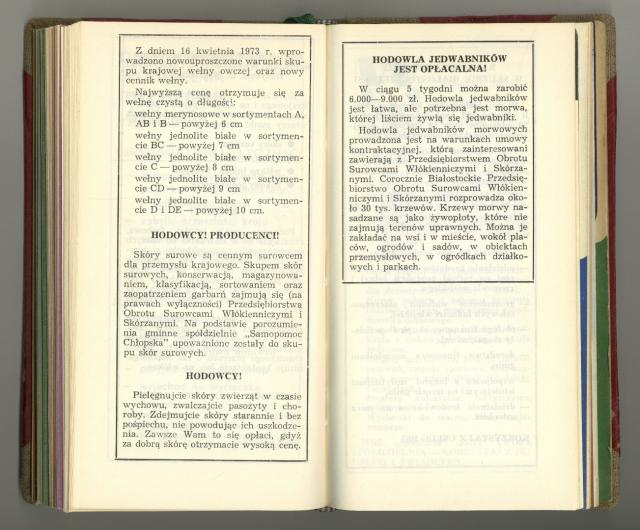 Z dniem 16 kwietnia 1973 r. wpro-
wadzono nowouproszczone warunki sku-
pu krajowej wełny owczej oraz nowy
cennik wełny.
Najwyższą cenę otrzymuje się za
wełnę czystą o długości:
wełny merynosowe w sortymentach A,
AB i B — powyżej 6 cm
wełny jednolite białe w sortymen-
cie BC — powyżej 7 cm
wełny jednolite białe w sortymen-
cie C — powyżej 8 cm
wełny jednolite białe w sortymen-
cie CD — powyżej 9 cm
wełny jednolite białe w sortymen-
cie D i DE — powyżej 10 cm.
HODOWCY! PRODUCENCI!
Skóry surowe są cennym surowcem
dla przemysłu krajowego. Skupem skór
surowych, konserwacją, magazynowa-
niem, klasyfikacją, sortowaniem oraz
zaopatrzeniem garbarń zajmują się (na
prawach wyłączności) Przedsiębiorstwa
Obrotu Surowcami Włókienniczymi i
Skórzanymi. Na podstawie porozumie-
nia gminne spółdzielnie „Samopomoc
Chłopska" upoważnione zostały do sku-
pu skór surowych.
HODOWCY!
Pielęgnujcie skóry zwierząt w czasie
wychowu, zwalczajcie pasożyty i cho-
roby. Zdejmujcie skóry starannie i bez
pośpiechu, nie powodując ich uszkodze-
nia. Zawsze Wam to się opłaci, gdyż
za dobrą skórę otrzymacie wysoką cenę.
HODOWLA JEDWABNIKÓW
JEST OPŁACALNA!
W ciągu 5 tygodni można zarobić
6.000—9.000 zł. Hodowla jedwabników
jest łatwa, ale potrzebna jest morwa,
której liściem żywią się jedwabniki.
Hodowla jedwabników morwowych
prowadzona jest na warunkach umowy
kontraktacyjnej, którą zainteresowani
zawierają z Przedsiębiorstwem Obrotu
Surowcami Włókienniczymi i Skórza-
nymi. Corocznie Białostockie Przedsię-
biorstwo Obrotu Surowcami Włókien-
niczymi i Skórzanymi rozprowadza oko-
ło 30 tys. krzewów. Krzewy morwy na-
sadzane są jako żywopłoty, które nie
zajmują terenów uprawnych. Można je
zakładać na wsi i w mieście, wokół pla-
ców, ogrodów i sadów, w obiektach
przemysłowych, w ogródkach działko-
wych i parkach.